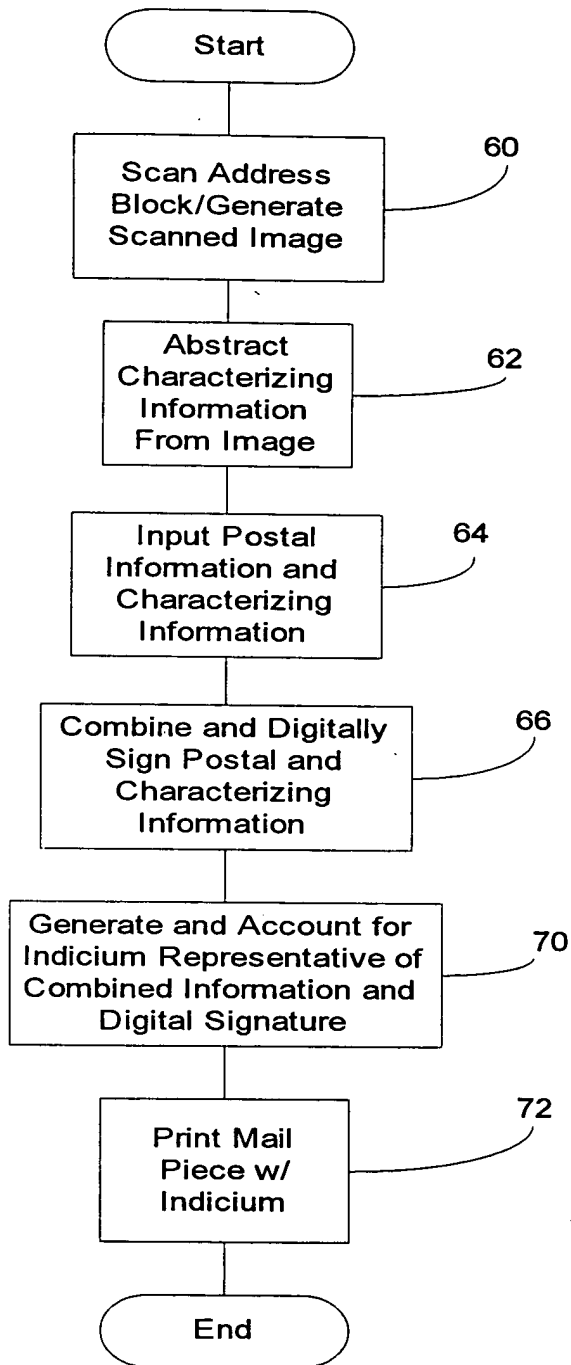 Start
Scan Address
Block/Generate
Scanned Image
60
Abstract
Characterizing
Information
From Image
62
Input Postal
Information and
Characterizing
Information
64
Combine and Digitally
Sign Postal and
Characterizing
Information
66
Generate and Account for
Indicium Representative of
Combined Information and
Digital Signature
70
Print Mail
Piece w/
Indicium
72
End